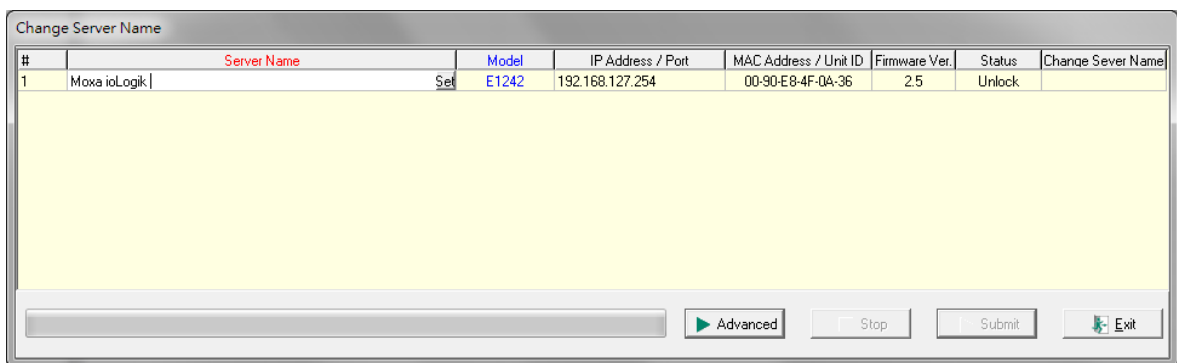 Change Server Name
# Server Name Model IP Address / Port MAC Address / Unit ID Firmware Ver. Status Change Sever Name
1 Moxa ioLogik Set E1242 192.168.127.254 00-90-E8-4F-0A-36 2.5 Unlock
Advanced Stop Submit Exit